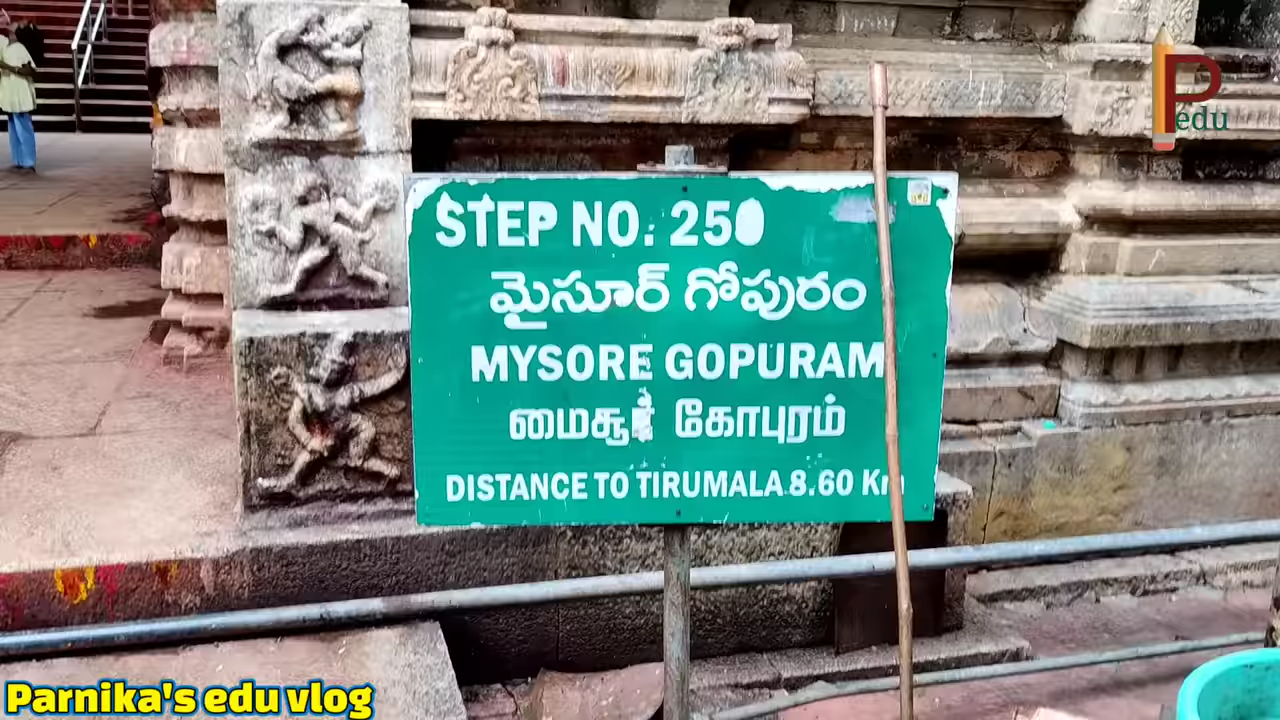 P
edu
STEP NO. 250
మైసూర్ గోపురం
MYSORE GOPURAM
மைசூர் கோபுரம்
DISTANCE TO TIRUMALA 8.60 Km
Parnika's edu vlog